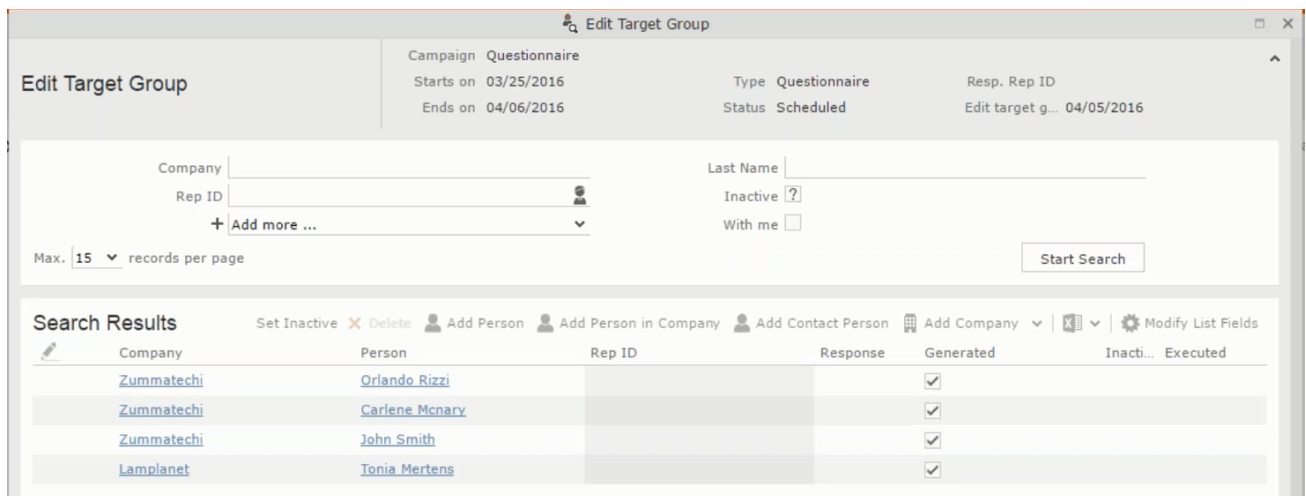 Edit Target Group
Edit Target Group
Campaign Questionnaire
Starts on 03/25/2016 Type Questionnaire Resp. Rep ID
Ends on 04/06/2016 Status Scheduled Edit target g... 04/05/2016
Company Last Name
Rep ID Inactive ?
+ Add more ... With me
Max. 15 records per page Start Search
Search Results Set Inactive Delete Add Person Add Person in Company Add Contact Person Add Company Modify List Fields
Company Person Rep ID Response Generated Inacti... Executed
Zummatechi Orlando Rizzi
Zummatechi Carlene Mcnary
Zummatechi John Smith
Lamplanet Tonia Mertens